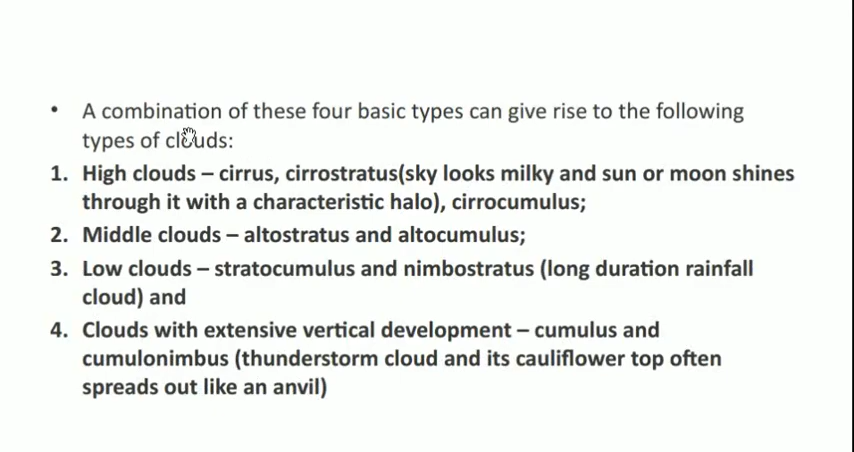 • A combination of these four basic types can give rise to the following
types of clouds:
1. High clouds – cirrus, cirrostratus(sky looks milky and sun or moon shines
through it with a characteristic halo), cirrocumulus;
2. Middle clouds – altostratus and altocumulus;
3. Low clouds – stratocumulus and nimbostratus (long duration rainfall
cloud) and
4. Clouds with extensive vertical development – cumulus and
cumulonimbus (thunderstorm cloud and its cauliflower top often
spreads out like an anvil)